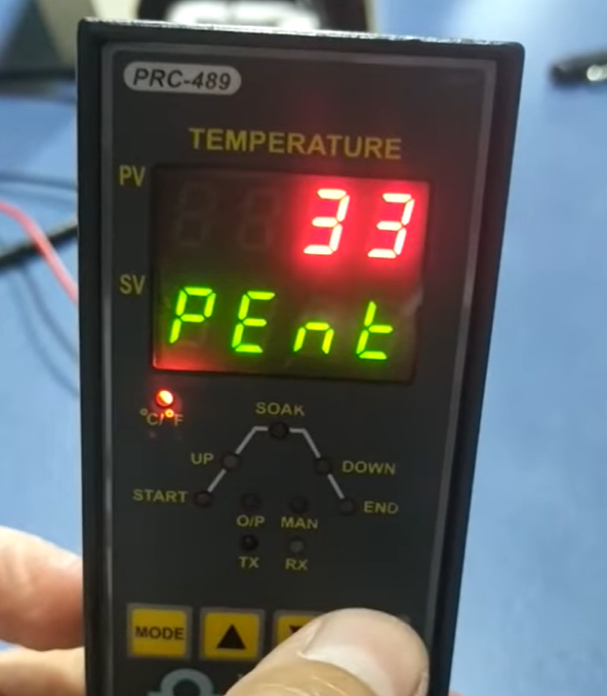 PRC-489
TEMPERATURE
PV
33
SV
PEnt
°C/°F
SOAK
UP
DOWN
START
END
O/P MAN
TX RX
MODE